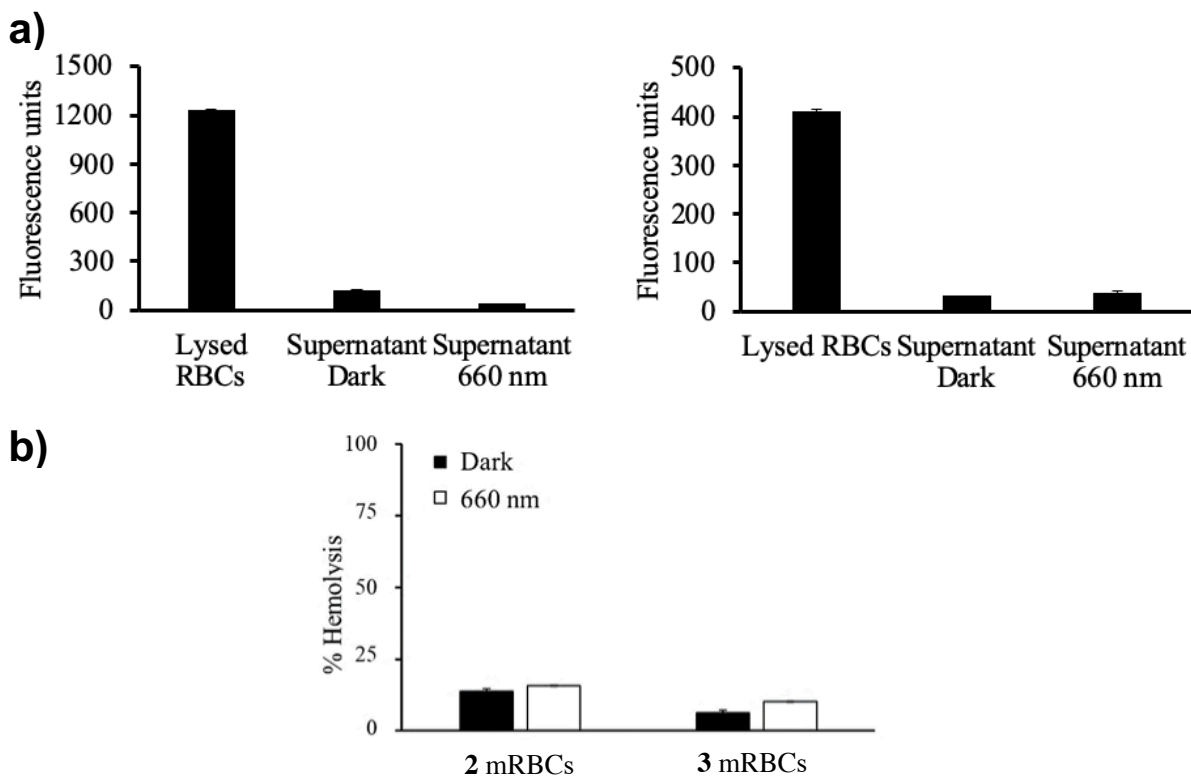 a)
Fluorescence units
1500
1200
900
600
300
0
Lysed
RBCs
Supernatant
Dark
Supernatant
660 nm
Fluorescence units
500
400
300
200
100
0
Lysed RBCs
Supernatant
Dark
Supernatant
660 nm
b)
% Hemolysis
100
75
50
25
0
Dark
660 nm
2 mRBCs
3 mRBCs